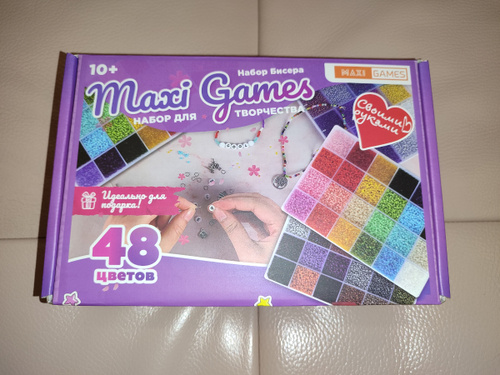 10+
Набор Бисера
MAXI GAMES
Maxi Games
НАБОР ДЛЯ ТВОРЧЕСТВА
Своими
руками
Идеально для
подарка!
48
цветов